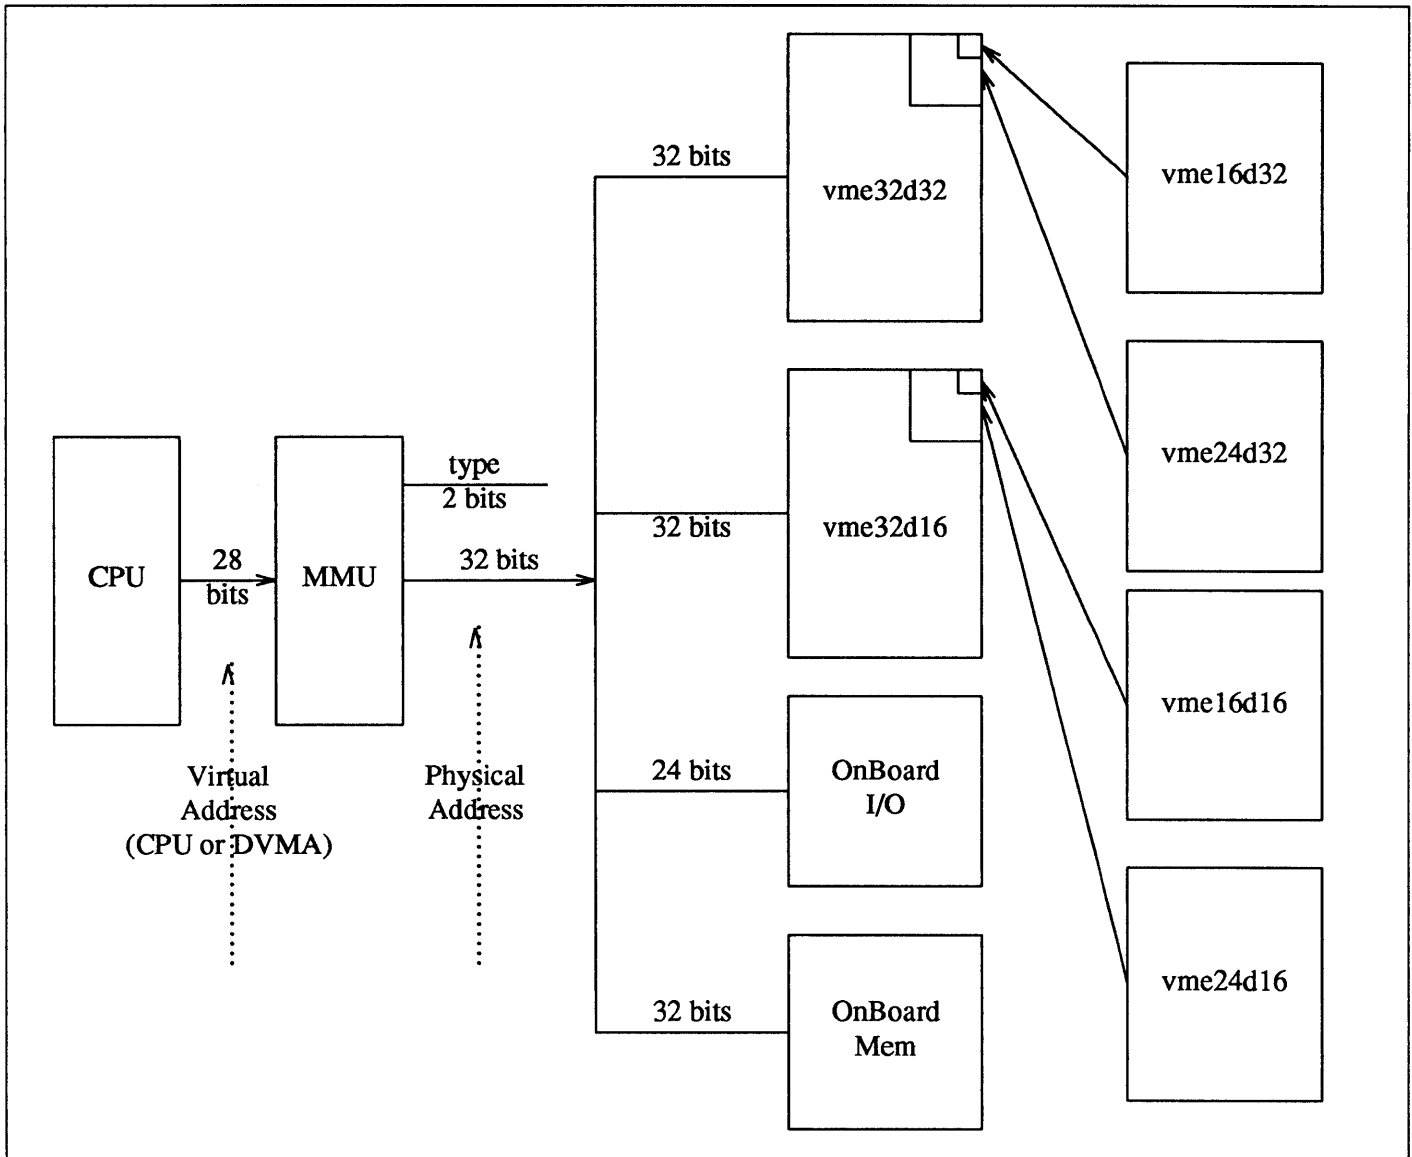 32 bits
vme32d32
vme16d32
vme24d32
type
2 bits
32 bits
vme32d16
CPU
28
bits
MMU
32 bits
vme16d16
Virtual
Address
(CPU or DVMA)
Physical
Address
24 bits
OnBoard
I/O
vme24d16
32 bits
OnBoard
Mem